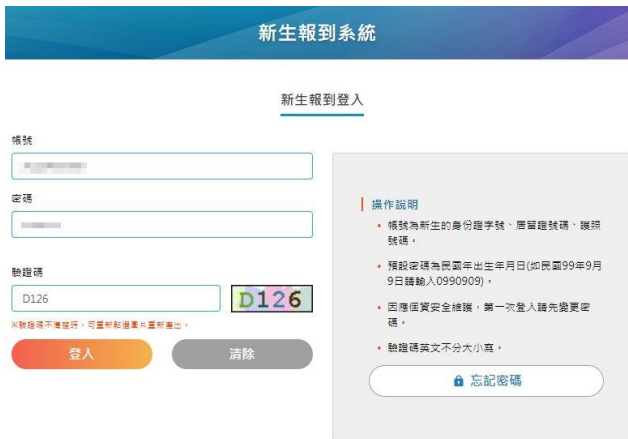 新生報到系統
新生報到登入
帳號
密碼
驗證碼
D126
D126
※驗證碼不清楚時，可重新點選圖片重新產出。
登入
清除
操作說明
• 帳號為新生的身份證字號、居留證號碼、護照
號碼。
• 預設密碼為民國年出生年月日(如民國99年9月
9日請輸入0990909)。
• 因應個資安全維護，第一次登入請先變更密
碼。
• 驗證碼英文不分大小寫。
忘記密碼